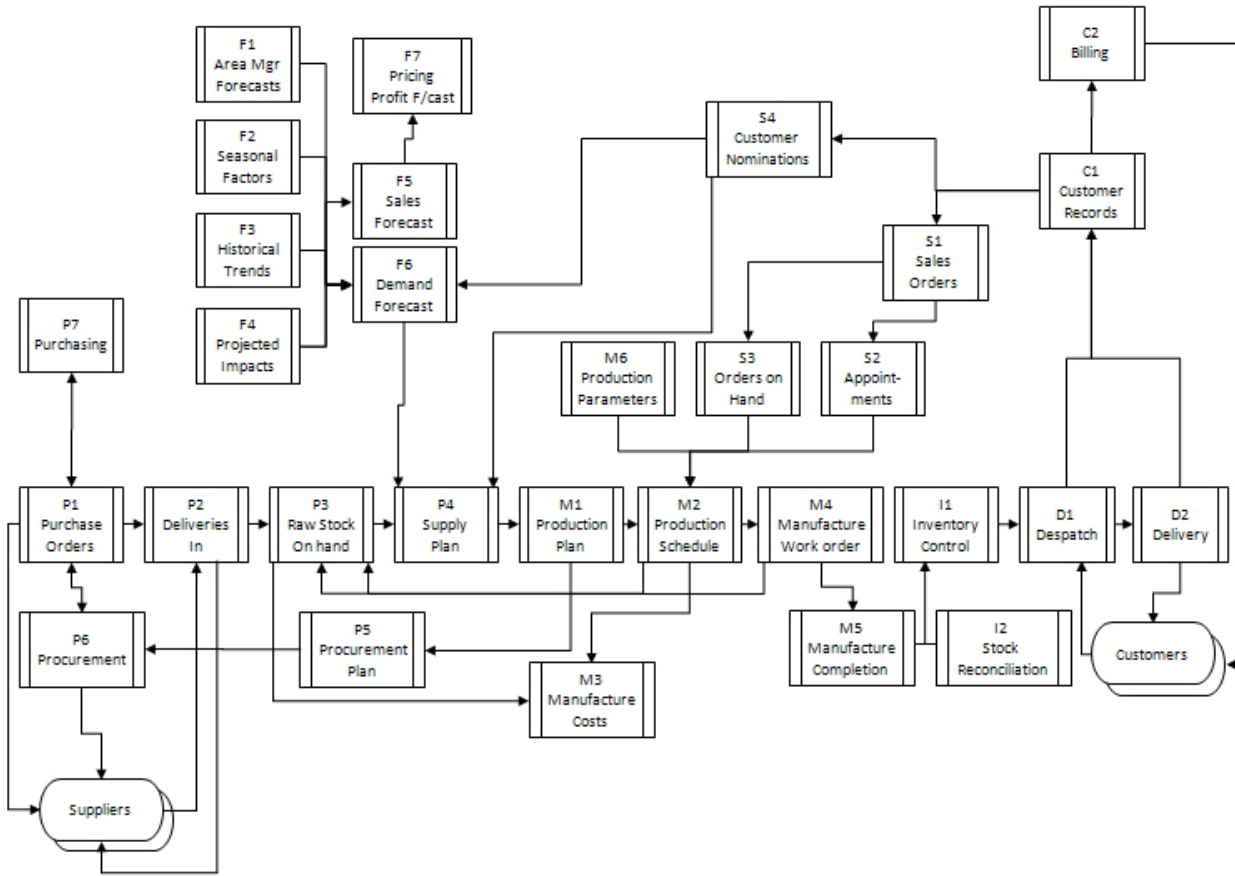 F1
Area Mgr
Forecasts
F7
Pricing
Profit F/cast
C2
Billing
F2
Seasonal
Factors
F5
Sales
Forecast
S4
Customer
Nominations
C1
Customer
Records
F3
Historical
Trends
F6
Demand
Forecast
S1
Sales
Orders
P7
Purchasing
F4
Projected
Impacts
M6
Production
Parameters
S3
Orders on
Hand
S2
Appoint-
ments
P1
Purchase
Orders
P2
Deliveries
In
P3
Raw Stock
On hand
P4
Supply
Plan
M1
Production
Plan
M2
Production
Schedule
M4
Manufacture
Work order
I1
Inventory
Control
D1
Despatch
D2
Delivery
P6
Procurement
P5
Procurement
Plan
M3
Manufacture
Costs
M5
Manufacture
Completion
I2
Stock
Reconciliation
Customers
Suppliers